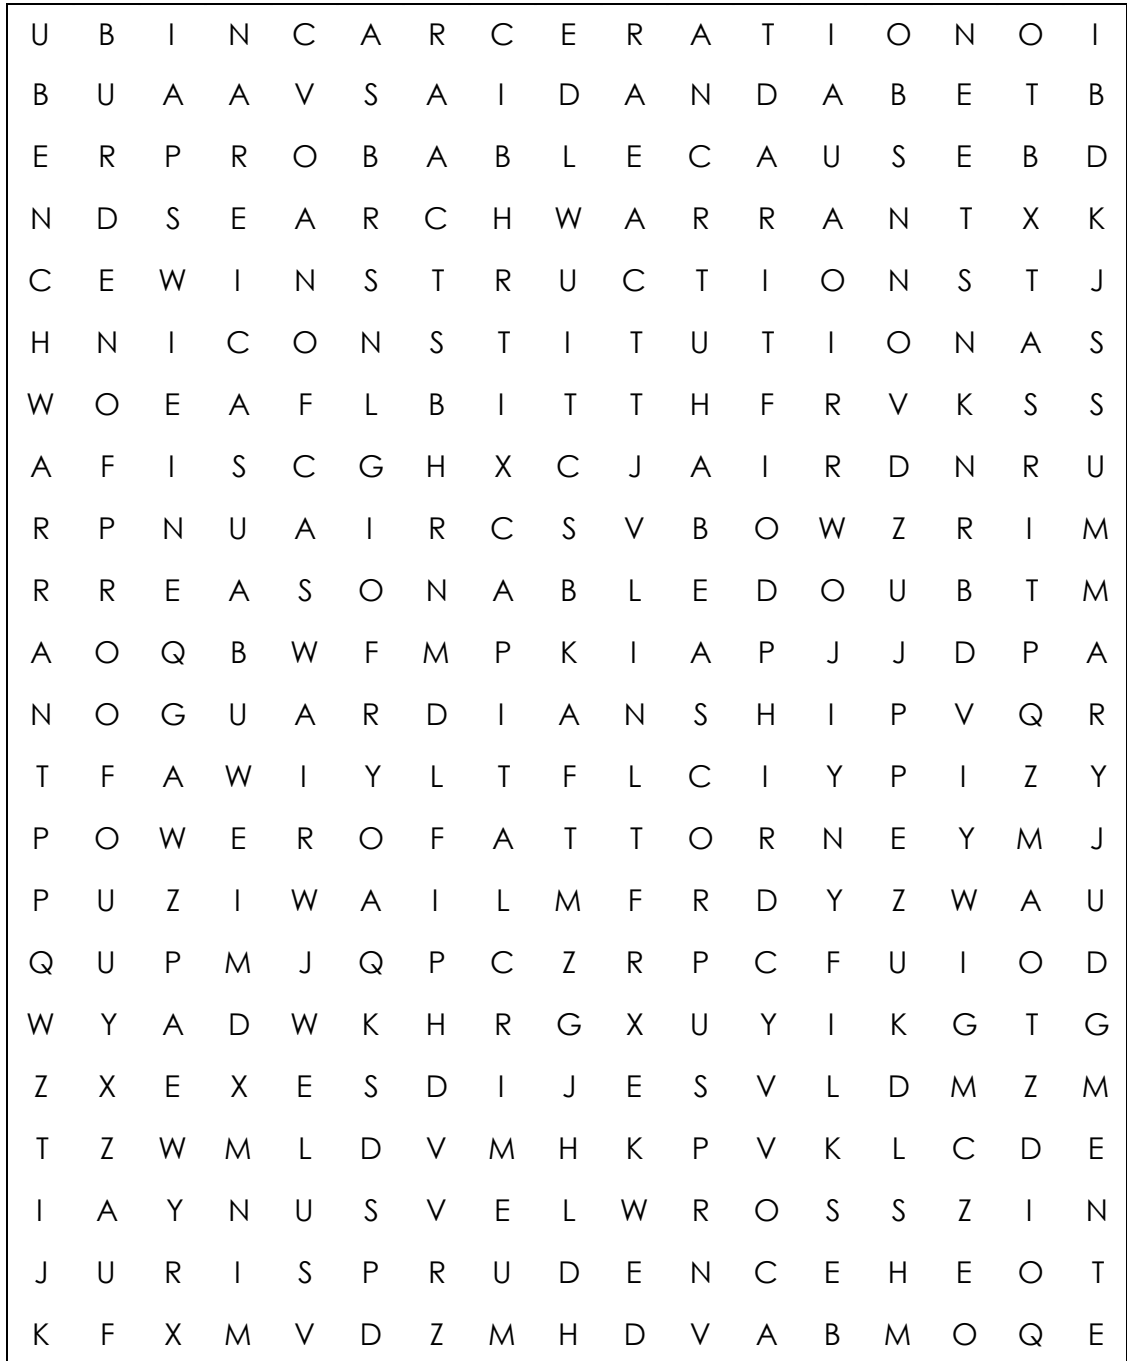 U B I N C A R C E R A T I O N O I
B U A A V S A I D A N D A B E T B
E R P R O B A B L E C A U S E B D
N D S E A R C H W A R R A N T X K
C E W I N S T R U C T I O N S T J
H N I C O N S T I T U T I O N A S
W O E A F L B I T T H F R V K S S
A F I S C G H X C J A I R D N R U
R P N U A I R C S V B O W Z R I M
R R E A S O N A B L E D O U B T M
A O Q B W F M P K I A P J J D P A
N O G U A R D I A N S H I P V Q R
T F A W I Y L T F L C I Y P I Z Y
P O W E R O F A T T O R N E Y M J
P U Z I W A I L M F R D Y Z W A U
Q U P M J Q P C Z R P C F U I O D
W Y A D W K H R G X U Y I K G T G
Z X E X E S D I J E S V L D M Z M
T Z W M L D V M H K P V K L C D E
I A Y N U S V E L W R O S S Z I N
J U R I S P R U D E N C E H E O T
K F X M V D Z M H D V A B M O Q E